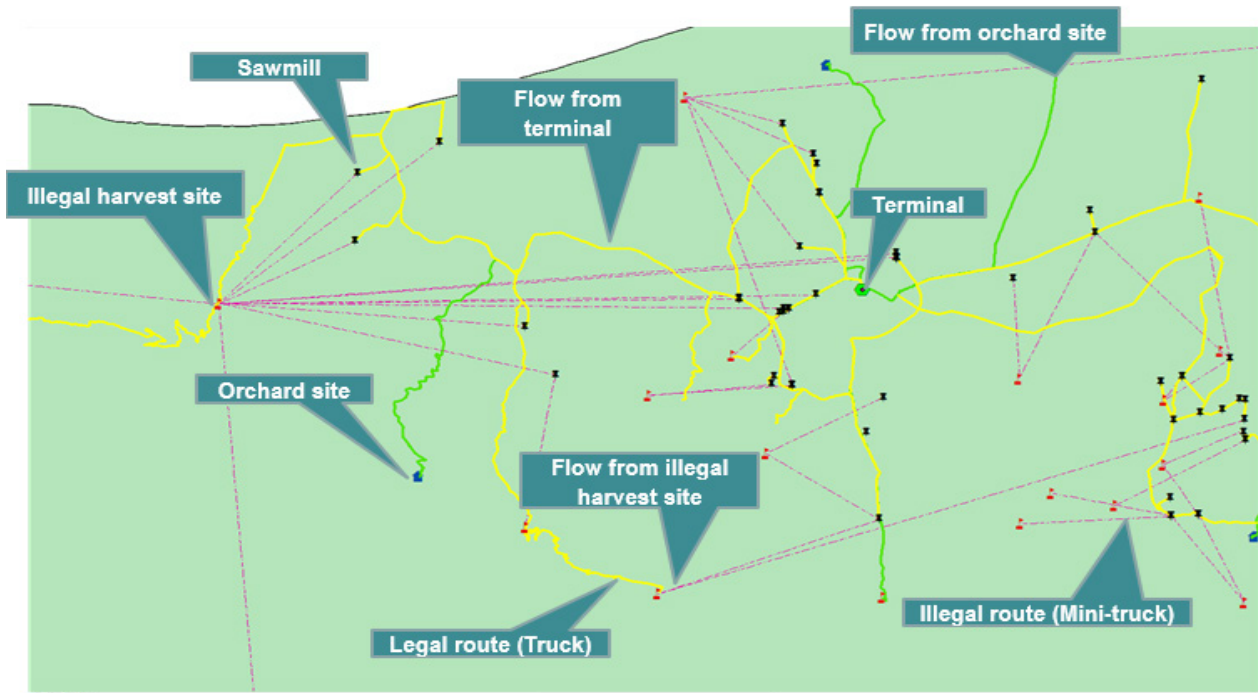 Flow from orchard site
Sawmill
Flow from
terminal
Illegal harvest site
Terminal
Orchard site
Flow from illegal
harvest site
Illegal route (Mini-truck)
Legal route (Truck)